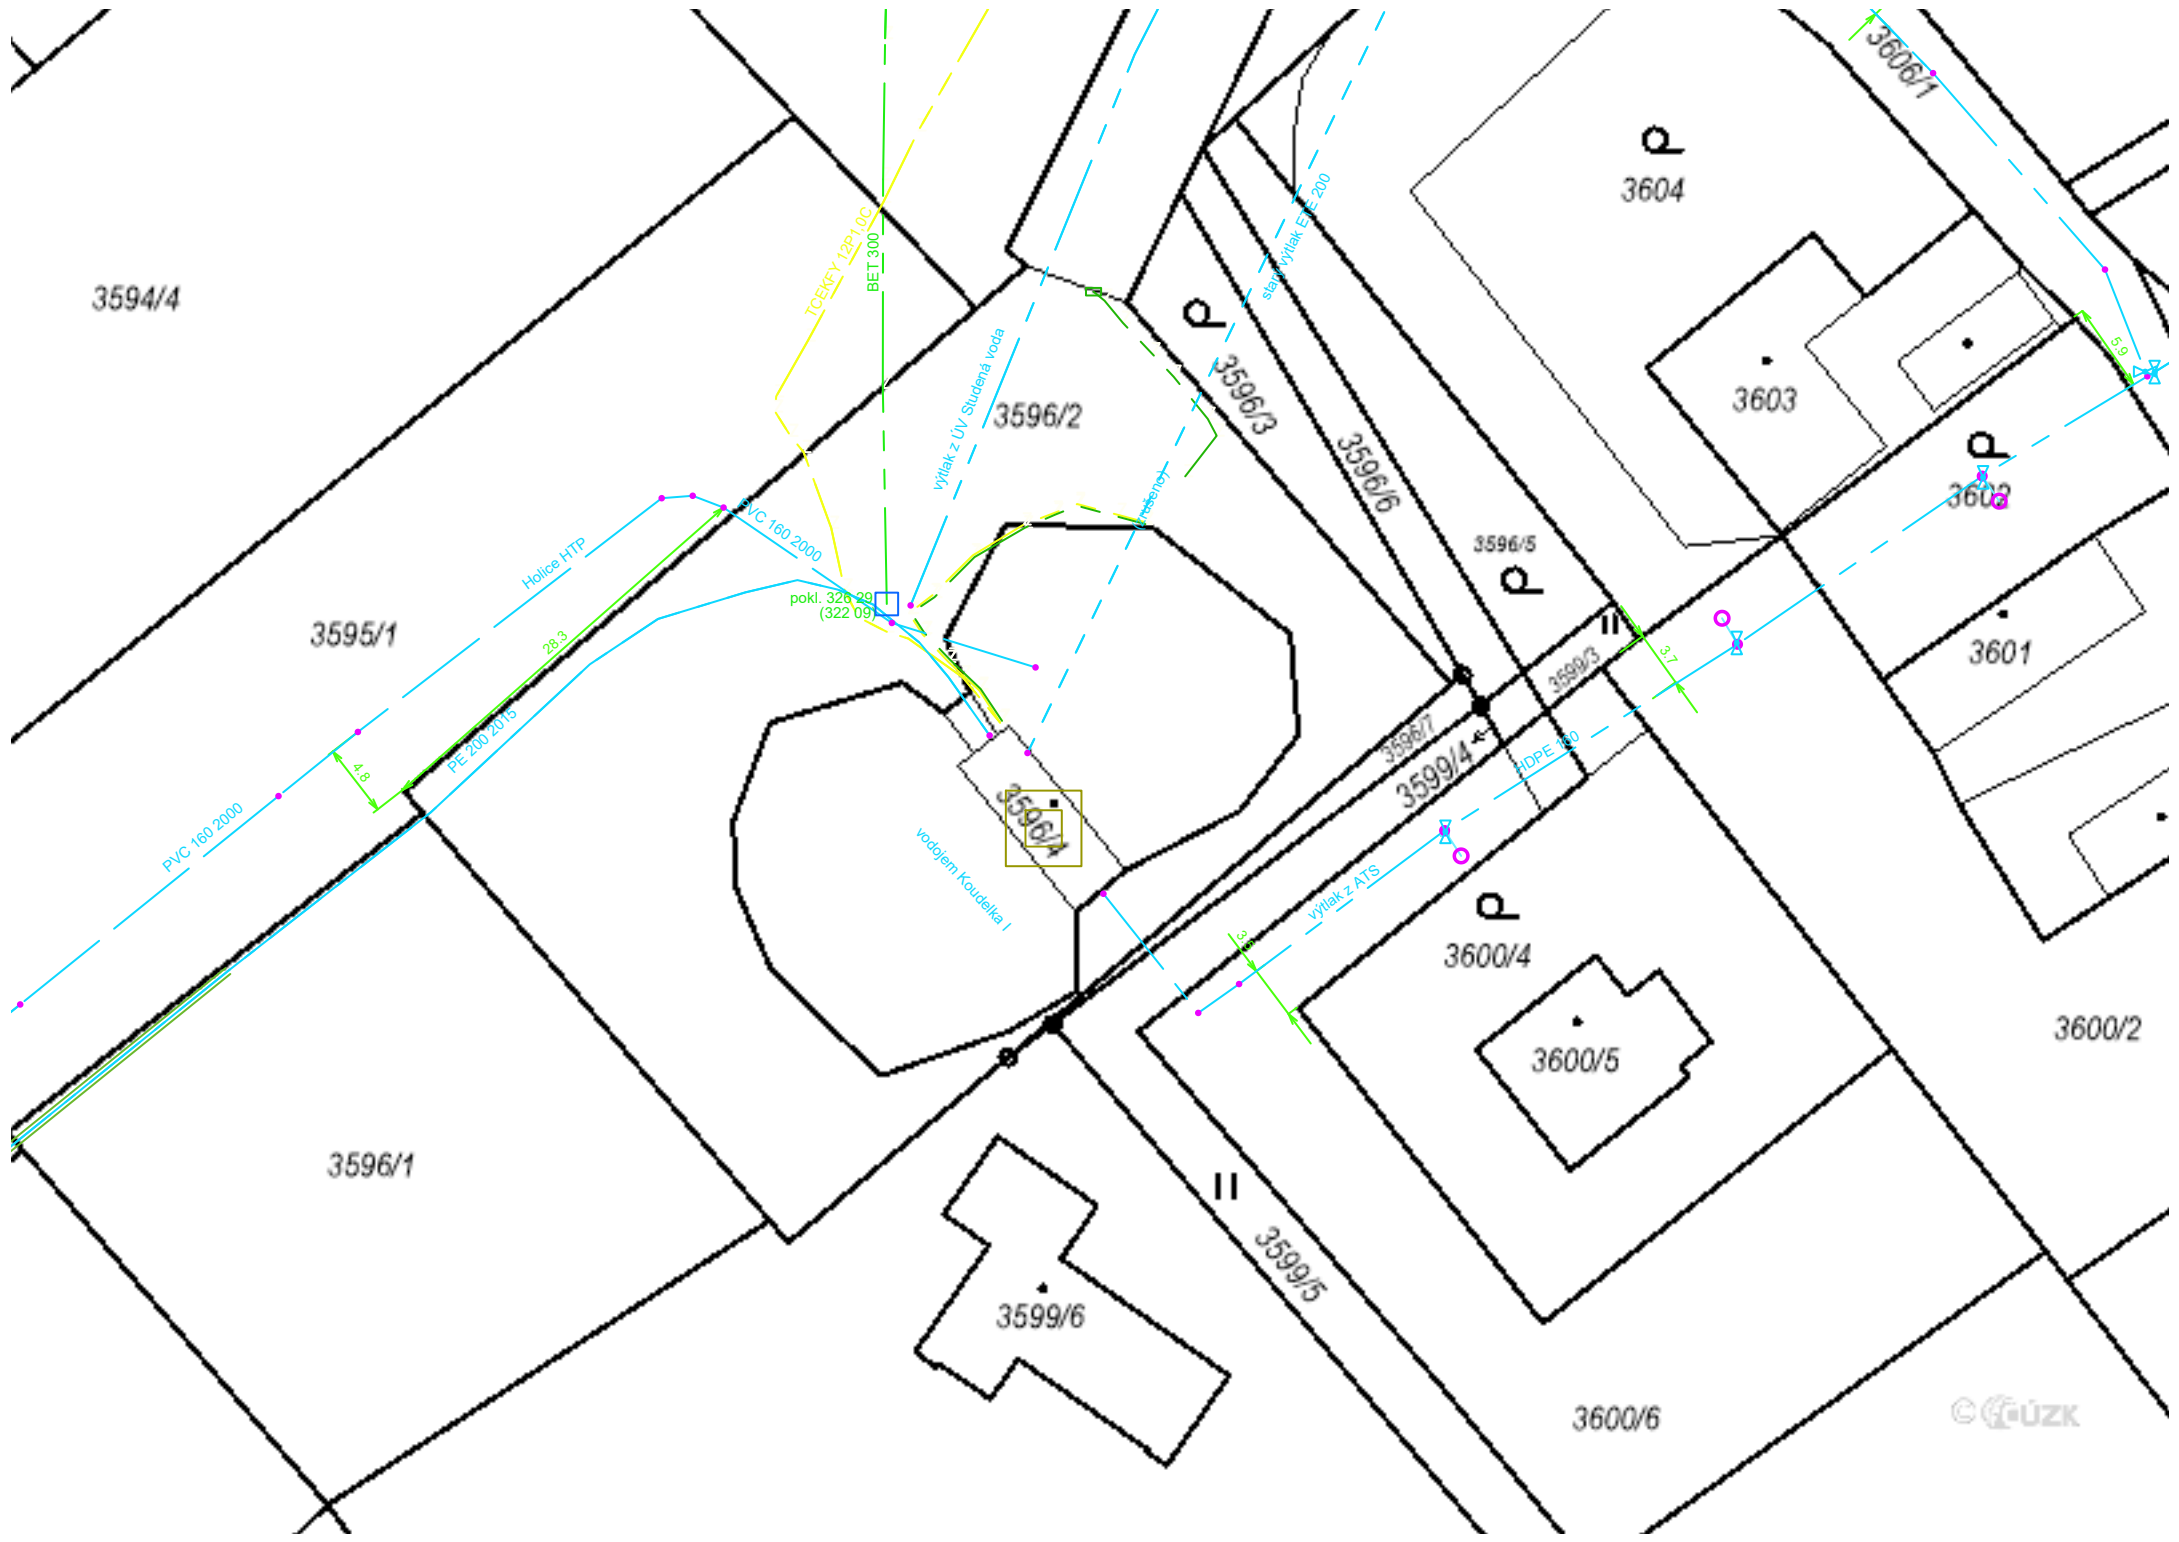 3606/1
3604
TCEKFY 12P1,0C
BET 300
starý výtlak ETE 200
3594/4
výtlak z ÚV Studená voda
3596/2
3596/3
3603
5.9
3596/6
3602
(zrušeno)
PVC 160 2000
Holice HTP
3596/5
pokl. 326 29
(322 09)
3595/1
28.3
3601
3.7
3599/3
PE 200 2015
4.8
3596/7
3599/4
HDPE 160
PVC 160 2000
3596/4
vodojem Koudelka I
výtlak z ATS
3600/4
3600/2
3600/5
3596/1
3599/5
3599/6
3600/6
© ČÚZK